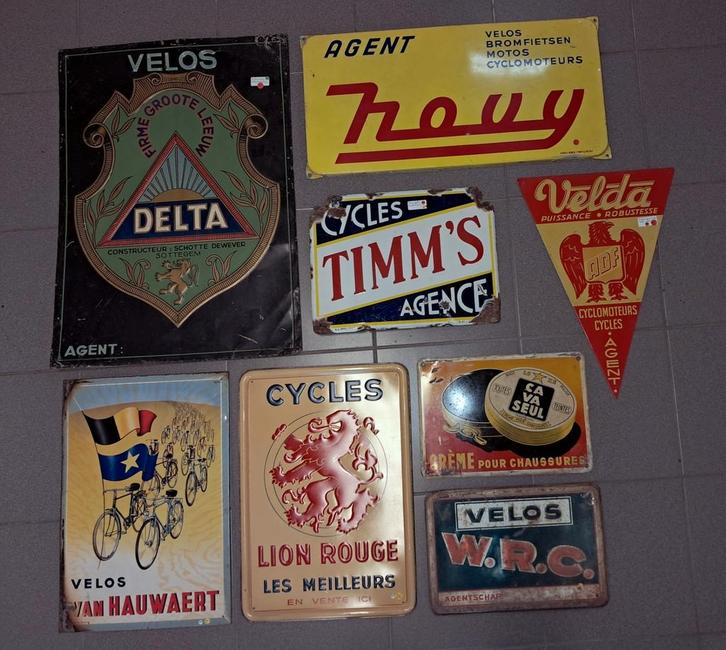 VELOS
FIRME GROOTE LEEUW
DELTA
CONSTRUCTEUR : SCHOTTE DEWEVER
SOTTEGEM
AGENT :
AGENT
VELOS
BROMFIETSEN
MOTOS
CYCLOMOTEURS
novy.
CYCLES
TIMM'S
AGENCE
Velda
PUISSANCE • ROBUSTESSE
ADF
CYCLOMOTEURS
CYCLES
• AGENT •
VELOS
VAN HAUWAERT
CYCLES
LION ROUGE
LES MEILLEURS
EN VENTE ICI
ÇA
VA
SEUL
CRÈME POUR CHAUSSURES
VELOS
W.R.C.
AGENTSCHAP